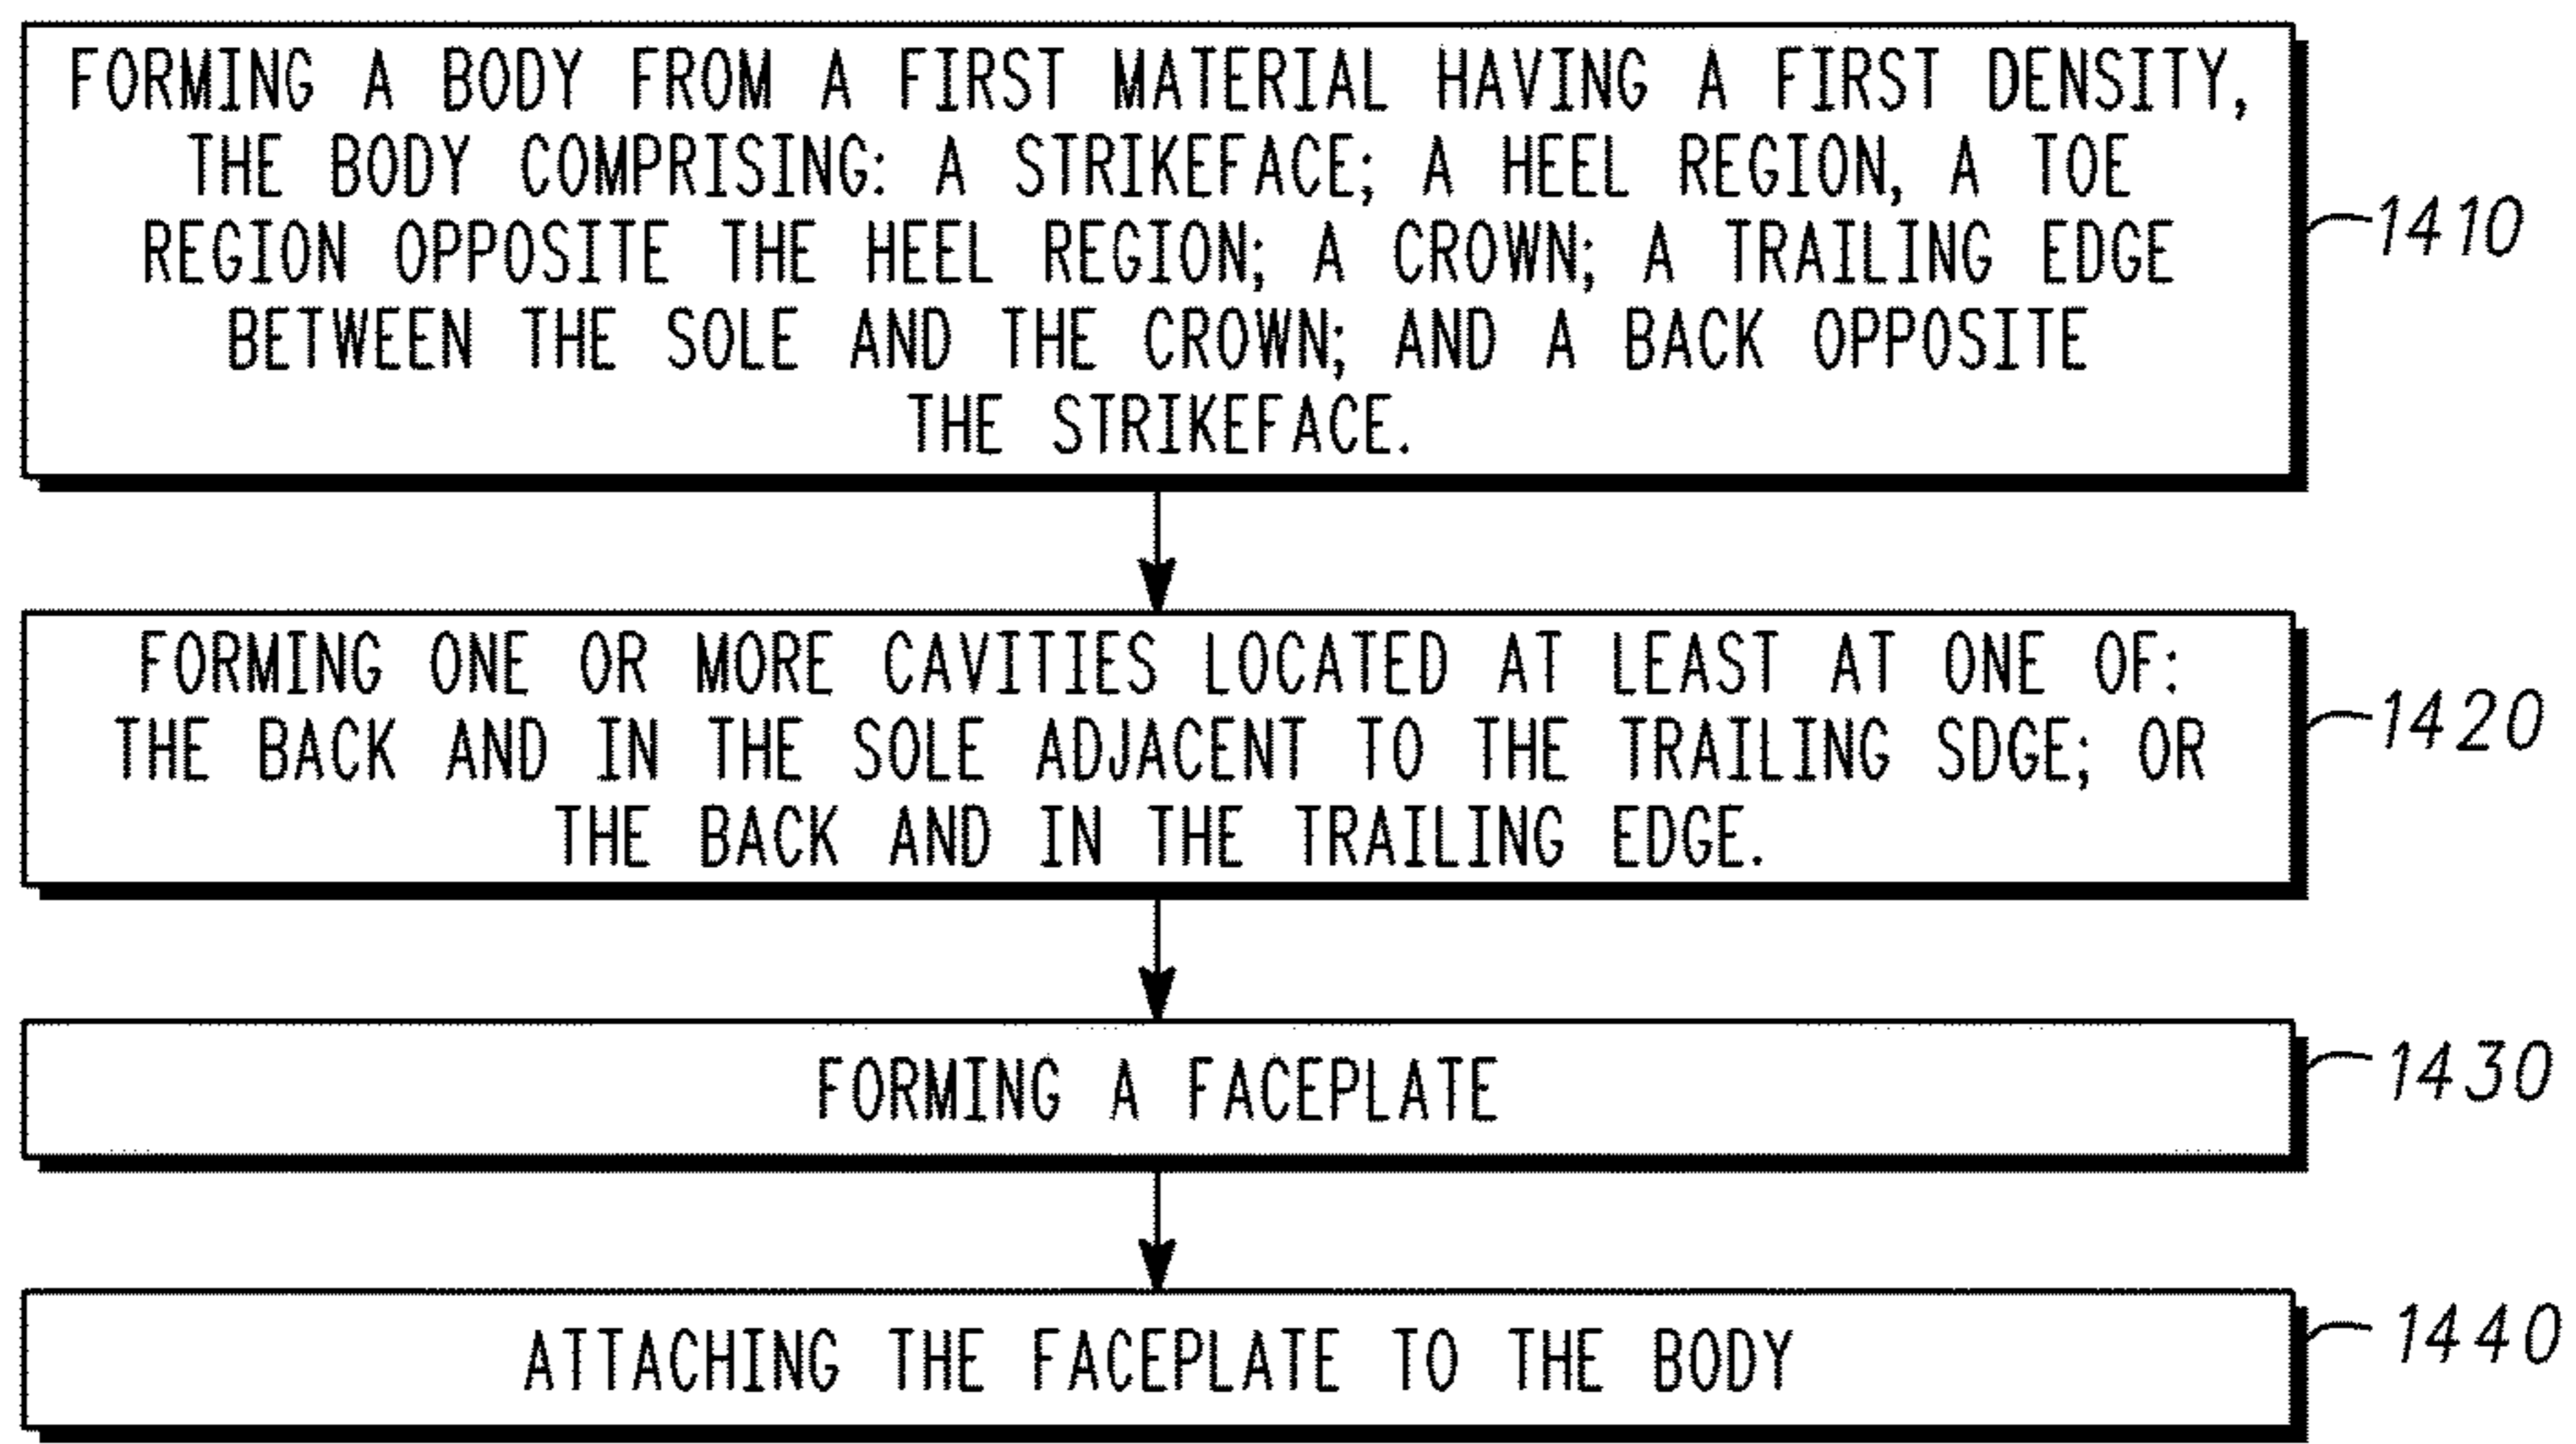 FORMING A BODY FROM A FIRST MATERIAL HAVING A FIRST DENSITY,
THE BODY COMPRISING: A STRIKEFACE; A HEEL REGION, A TOE
REGION OPPOSITE THE HEEL REGION; A CROWN; A TRAILING EDGE
BETWEEN THE SOLE AND THE CROWN; AND A BACK OPPOSITE
THE STRIKEFACE.
1410
FORMING ONE OR MORE CAVITIES LOCATED AT LEAST AT ONE OF:
THE BACK AND IN THE SOLE ADJACENT TO THE TRAILING SDGE; OR
THE BACK AND IN THE TRAILING EDGE.
1420
FORMING A FACEPLATE
1430
ATTACHING THE FACEPLATE TO THE BODY
1440